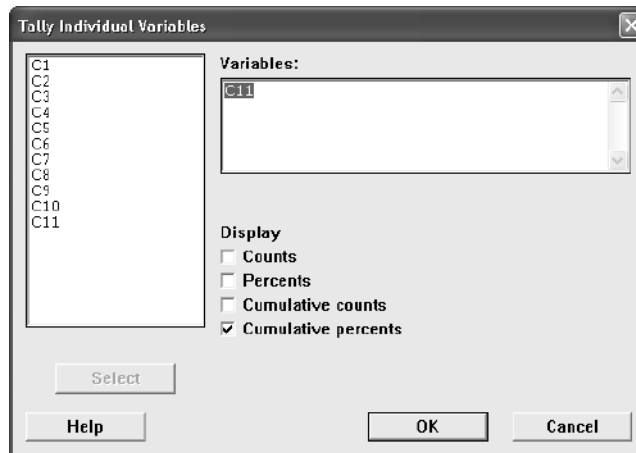 Tally Individual Variables
C1
C2
C3
C4
C5
C6
C7
C8
C9
C10
C11
Variables:
C11
Display
Counts
Percents
Cumulative counts
Cumulative percents
Select
Help
OK
Cancel